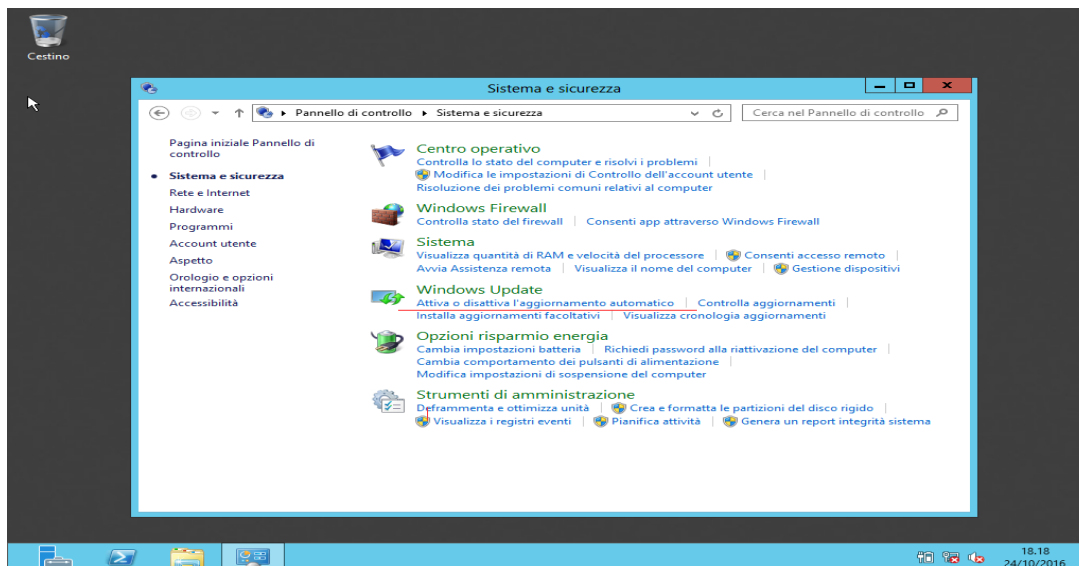 Cestino
Sistema e sicurezza
Pannello di controllo Sistema e sicurezza
Cerca nel Pannello di controllo
Pagina iniziale Pannello di
controllo
Sistema e sicurezza
Rete e Internet
Hardware
Programmi
Account utente
Aspetto
Orologio e opzioni
internazionali
Accessibilità
Centro operativo
Controlla lo stato del computer e risolvi i problemi
Modifica le impostazioni di Controllo dell'account utente
Risoluzione dei problemi comuni relativi al computer
Windows Firewall
Controlla stato del firewall Consenti app attraverso Windows Firewall
Sistema
Visualizza quantità di RAM e velocità del processore Consenti accesso remoto
Avvia Assistenza remota Visualizza il nome del computer Gestione dispositivi
Windows Update
Attiva o disattiva l'aggiornamento automatico Controlla aggiornamenti
Installa aggiornamenti facoltativi Visualizza cronologia aggiornamenti
Opzioni risparmio energia
Cambia impostazioni batteria Richiedi password alla riattivazione del computer
Cambia comportamento dei pulsanti di alimentazione
Modifica impostazioni di sospensione del computer
Strumenti di amministrazione
Deframmenta e ottimizza unità Crea e formatta le partizioni del disco rigido
Visualizza i registri eventi Pianifica attività Genera un report integrità sistema
18.18
24/10/2016